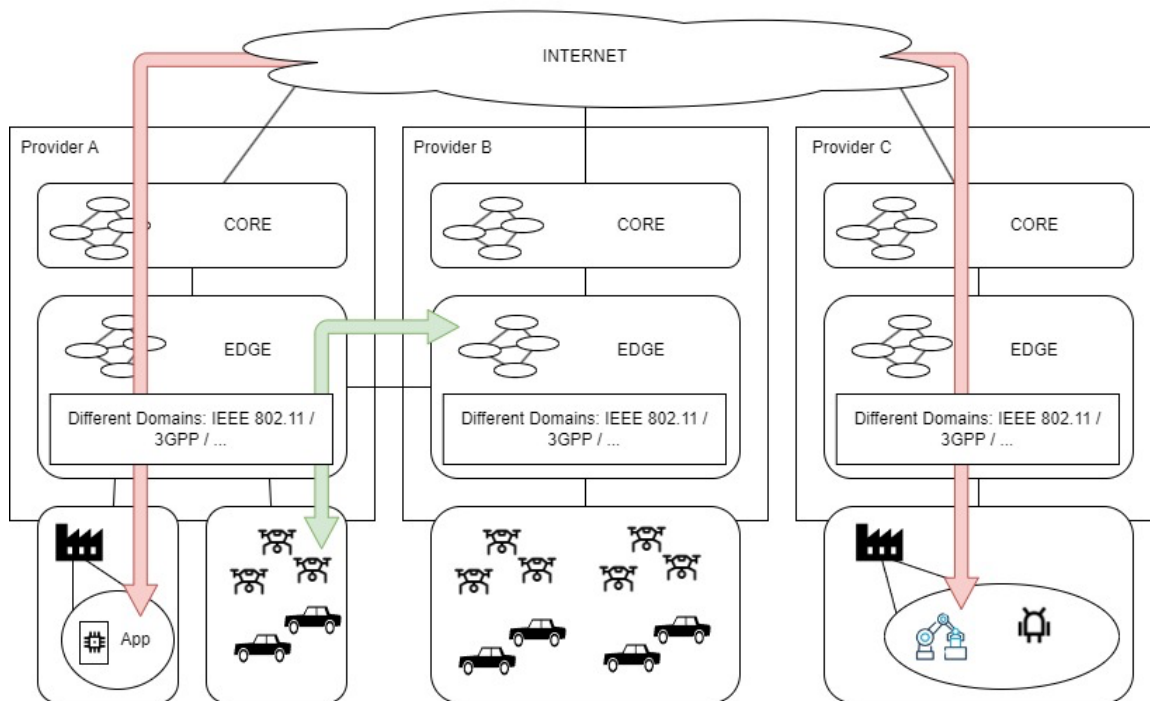 INTERNET
Provider A
Provider B
Provider C
CORE
CORE
CORE
EDGE
EDGE
EDGE
Different Domains: IEEE 802.11 /
3GPP / ...
Different Domains: IEEE 802.11 /
3GPP / ...
Different Domains: IEEE 802.11 /
3GPP / ...
App